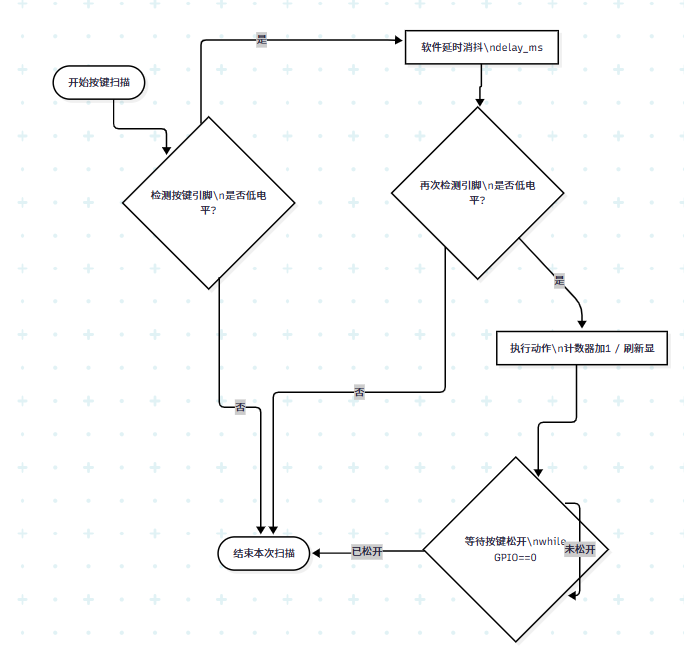 是
软件延时消抖\ndelay_ms
开始按键扫描
检测按键引脚\n是否低电
平?
再次检测引脚\n是否低电
平?
是
执行动作\n计数器加1 / 刷新显
否
否
等待按键松开\nwhile
GPIO==0
未松开
已松开
结束本次扫描